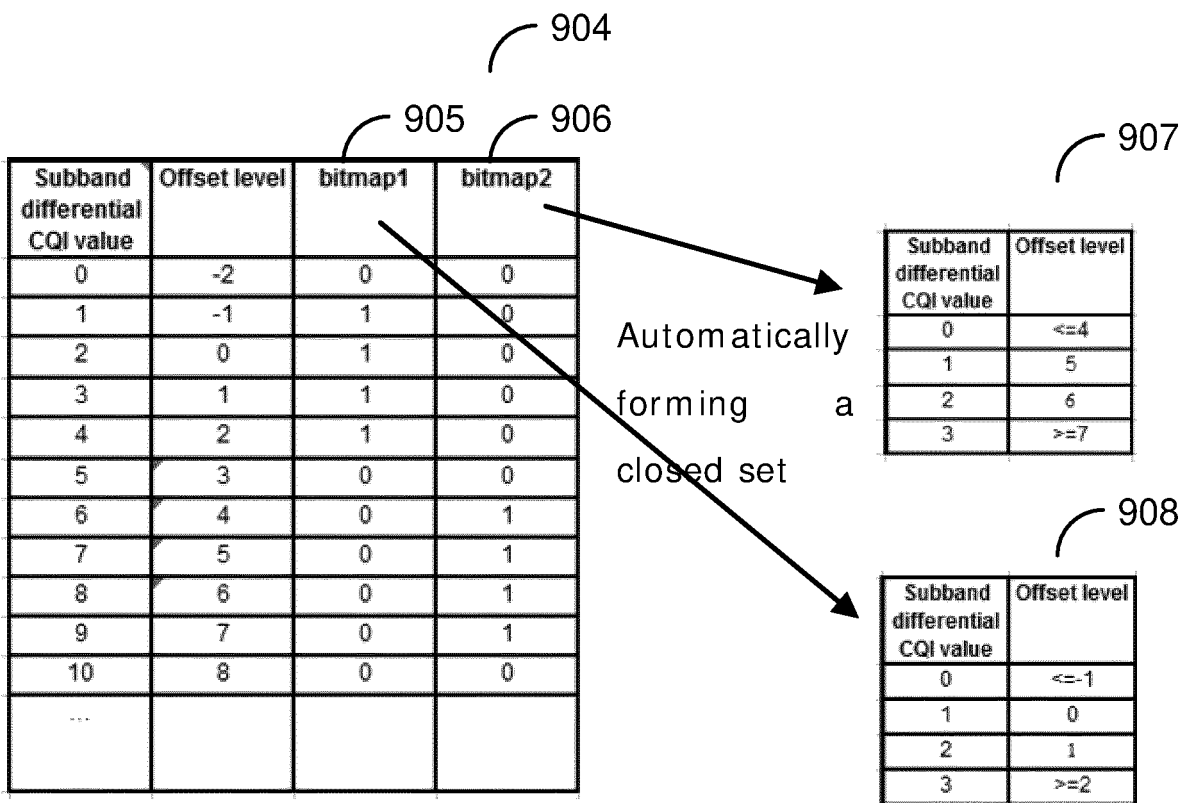 904
905 906
907
Subband differential CQI value Offset level bitmap1 bitmap2
0 -2 0 0
1 -1 1 0
2 0 1 0
3 1 1 0
4 2 1 0
5 3 0 0
6 4 0 1
7 5 0 1
8 6 0 1
9 7 0 1
10 8 0 0
...
Automatically
forming a
closed set
Subband differential CQI value Offset level
0 <=4
1 5
2 6
3 >=7
908
Subband differential CQI value Offset level
0 <=-1
1 0
2 1
3 >=2